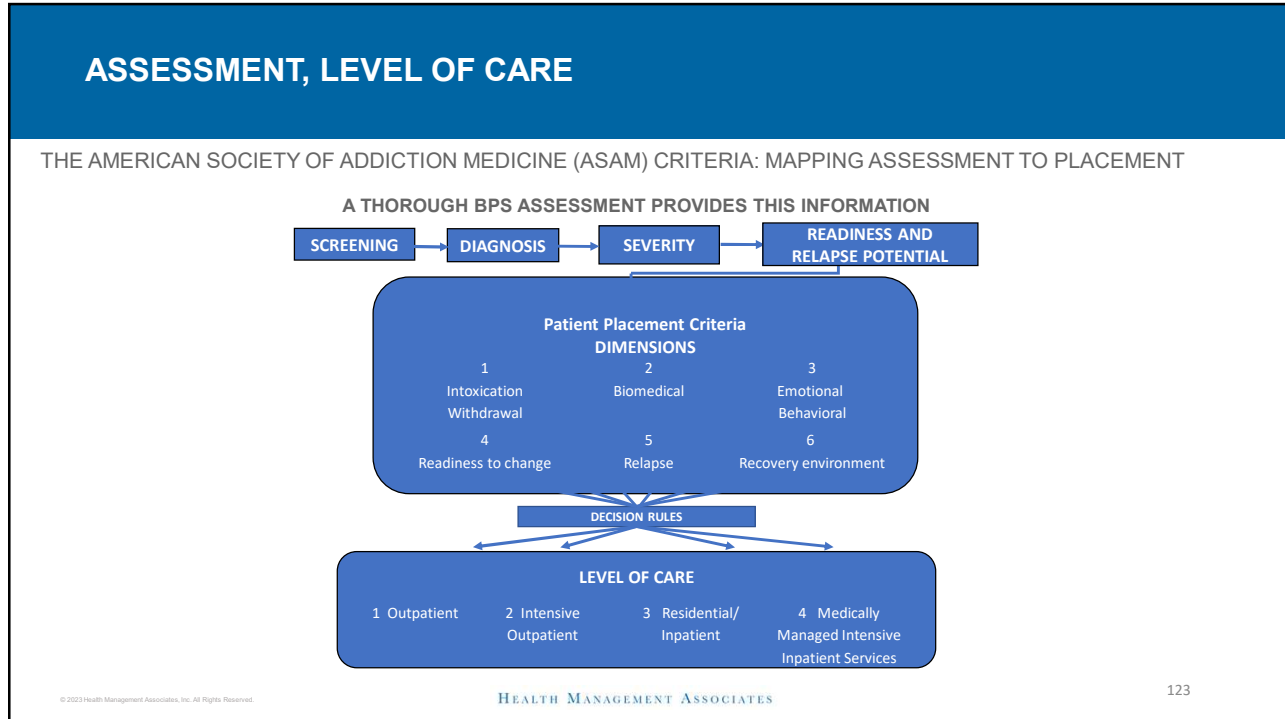 ASSESSMENT, LEVEL OF CARE
THE AMERICAN SOCIETY OF ADDICTION MEDICINE (ASAM) CRITERIA: MAPPING ASSESSMENT TO PLACEMENT
A THOROUGH BPS ASSESSMENT PROVIDES THIS INFORMATION
SCREENING
DIAGNOSIS
SEVERITY
READINESS AND
RELAPSE POTENTIAL
Patient Placement Criteria
DIMENSIONS
1
Intoxication
Withdrawal
2
Biomedical
3
Emotional
Behavioral
4
Readiness to change
5
Relapse
6
Recovery environment
DECISION RULES
LEVEL OF CARE
1 Outpatient
2 Intensive
Outpatient
3 Residential/
Inpatient
4 Medically
Managed Intensive
Inpatient Services
© 2023 Health Management Associates, Inc. All Rights Reserved.
HEALTH MANAGEMENT ASSOCIATES
123